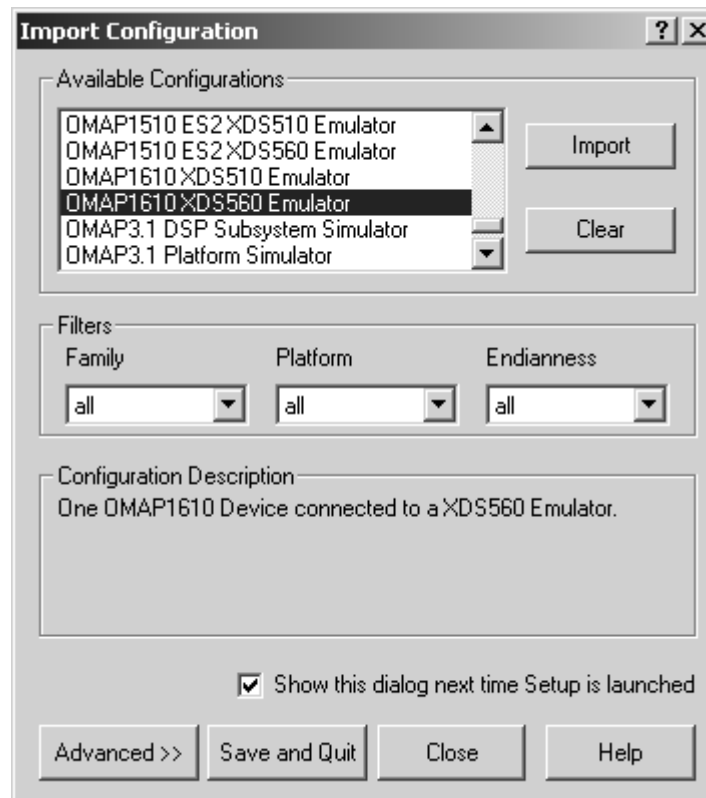 Import Configuration
Available Configurations
OMAP1510 ES2 XDS510 Emulator
OMAP1510 ES2 XDS560 Emulator
OMAP1610 XDS510 Emulator
OMAP1610 XDS560 Emulator
OMAP3.1 DSP Subsystem Simulator
OMAP3.1 Platform Simulator
Import
Clear
Filters
Family Platform Endianness
all all all
Configuration Description
One OMAP1610 Device connected to a XDS560 Emulator.
Show this dialog next time Setup is launched
Advanced >> Save and Quit Close Help